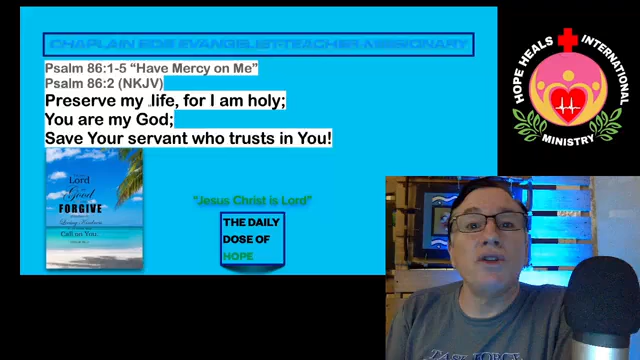 CHAPLAIN BOB EVANGELIST-TEACHER MISSIONARY
Psalm 86:1-5 “Have Mercy on Me”
Psalm 86:2 (NKJV)
Preserve my life, for I am holy;
You are my God;
Save Your servant who trusts in You!
Lord
Good
FORGIVE
Call on You.
"Jesus Christ is Lord"
THE DAILY
DOSE OF
HOPE
HOPE HEALS INTERNATIONAL
MINISTRY